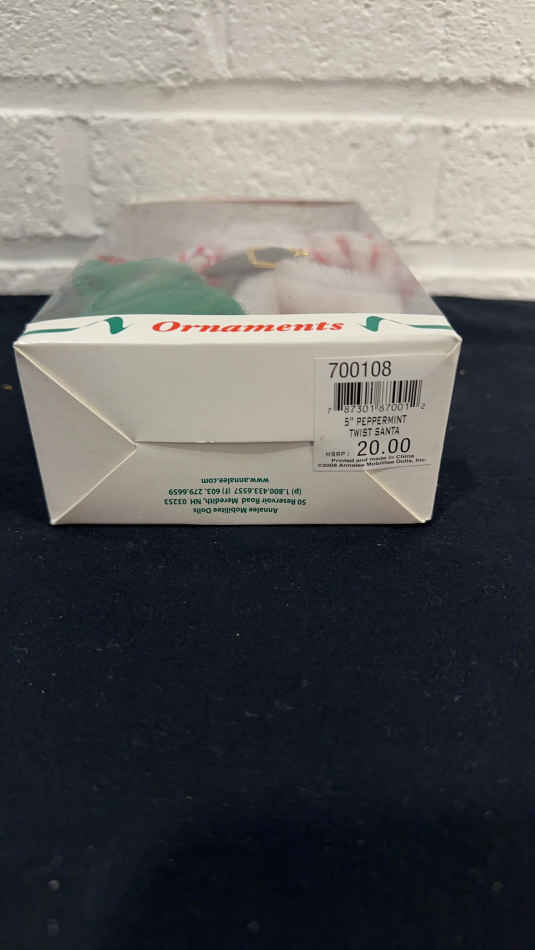 Ornaments
700108
7 87301 87001 2
5" PEPPERMINT
TWIST SANTA
MSRP: 20.00
Printed and made in China
©2008 Annalee Mobilitee Dolls, Inc.
Annalee Mobilitee Dolls
50 Reservoir Road Meredith, NH 03253
(p) 1.800.433.6557 (f) 603.279.6659
www.annalee.com